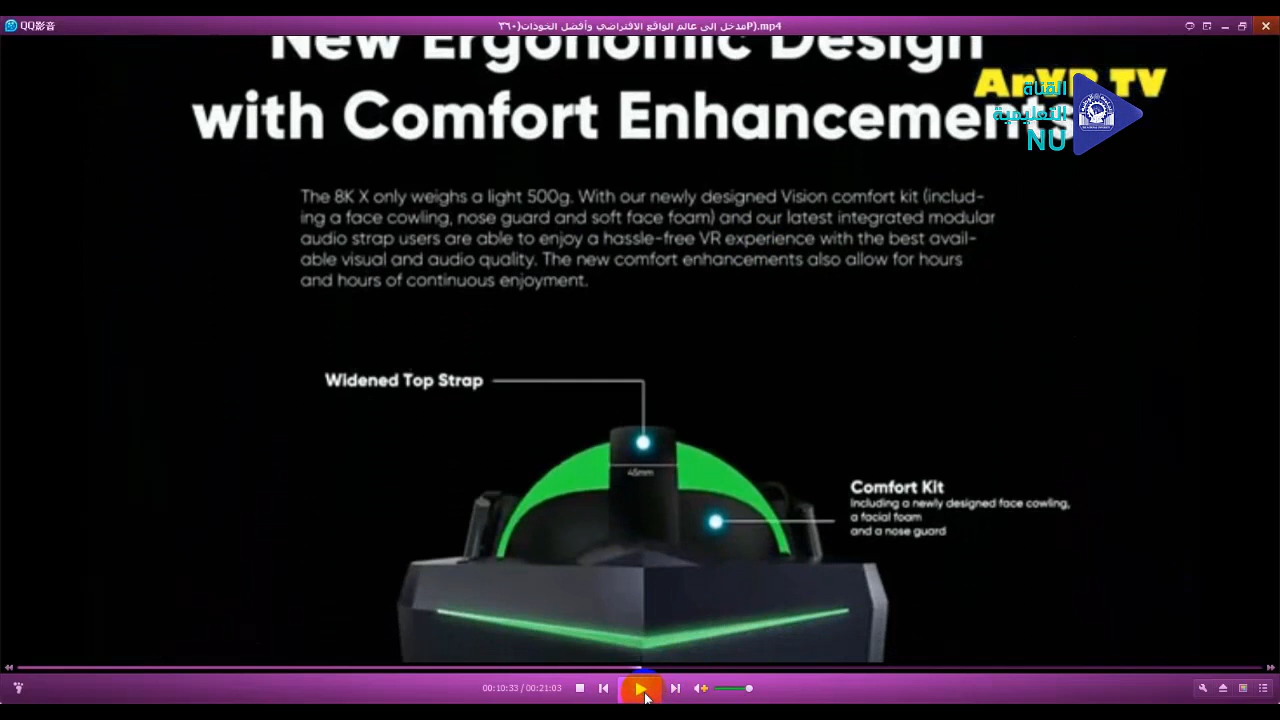 QQ影音
مدخل إلى عالم الواقع الافتراضي وأفضل الخوذات(٣٦٠P).mp4
New Ergonomic Design
with Comfort Enhancements
AnVR TV
القناة
التعليمية
NU
The 8K X only weighs a light 500g. With our newly designed Vision comfort kit (includ-
ing a face cowling, nose guard and soft face foam) and our latest integrated modular
audio strap users are able to enjoy a hassle-free VR experience with the best avail-
able visual and audio quality. The new comfort enhancements also allow for hours
and hours of continuous enjoyment.
Widened Top Strap
45mm
Comfort Kit
Including a newly designed face cowling,
a facial foam
and a nose guard
00:10:33 / 00:21:03